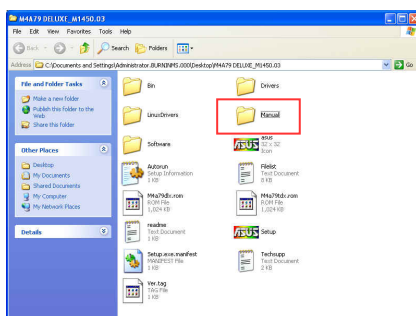 M4A79 DELUXE_M1450.03
File Edit View Favorites Tools Help
Back Search Folders
Address C:\Documents and Settings\Administrator.BURNINMS.000\Desktop\M4A79 DELUXE_M1450.03 Go
File and Folder Tasks
Make a new folder
Publish this folder to the Web
Share this folder
Other Places
Desktop
My Documents
Shared Documents
My Computer
My Network Places
Details
Bin
Drivers
LinuxDrivers
Manual
Software
asus
32 x 32
Icon
Autorun
Setup Information
1 KB
Filelist
Text Document
8 KB
M4a79dlx.rom
ROM File
1,024 KB
M4a79tdx.rom
ROM File
1,024 KB
readme
Text Document
1 KB
Setup
Setup.exe.manifest
MANIFEST File
1 KB
Techsupp
Text Document
2 KB
Ver.tag
TAG File
1 KB